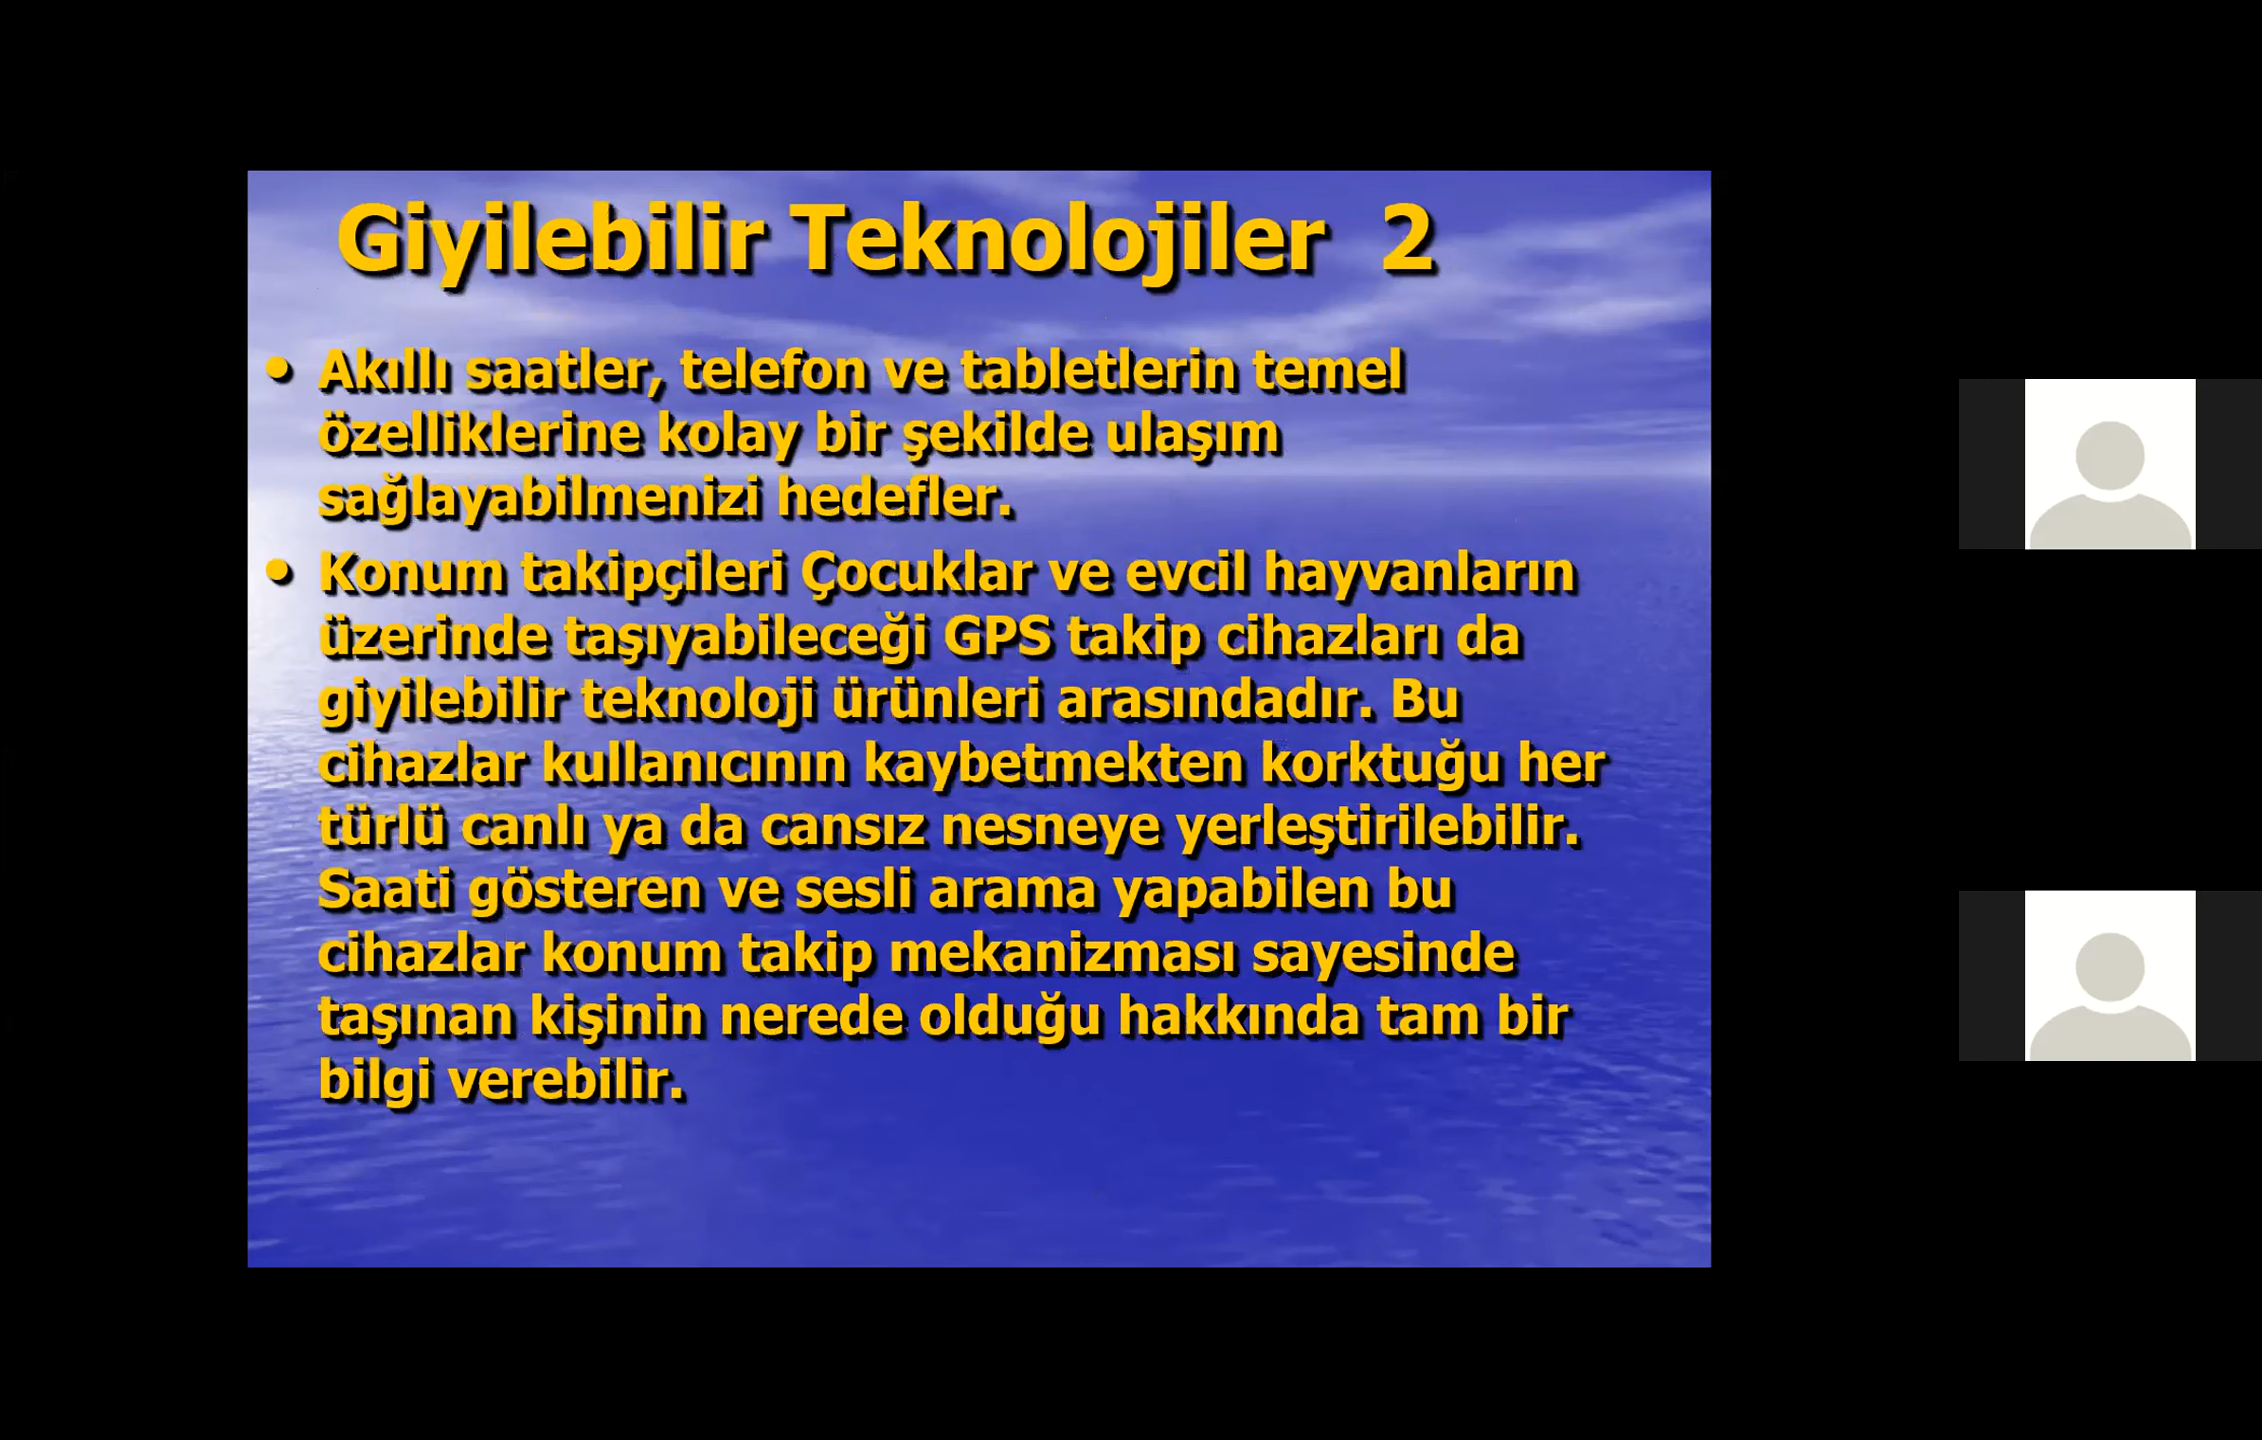 Giyilebilir Teknolojiler 2
• Akıllı saatler, telefon ve tabletlerin temel
özelliklerine kolay bir şekilde ulaşım
sağlayabilmenizi hedefler.
• Konum takipçileri Çocuklar ve evcil hayvanların
üzerinde taşıyabileceği GPS takip cihazları da
giyilebilir teknoloji ürünleri arasındadır. Bu
cihazlar kullanıcının kaybetmekten korktuğu her
türlü canlı ya da cansız nesneye yerleştirilebilir.
Saati gösteren ve sesli arama yapabilen bu
cihazlar konum takip mekanizması sayesinde
taşınan kişinin nerede olduğu hakkında tam bir
bilgi verebilir.